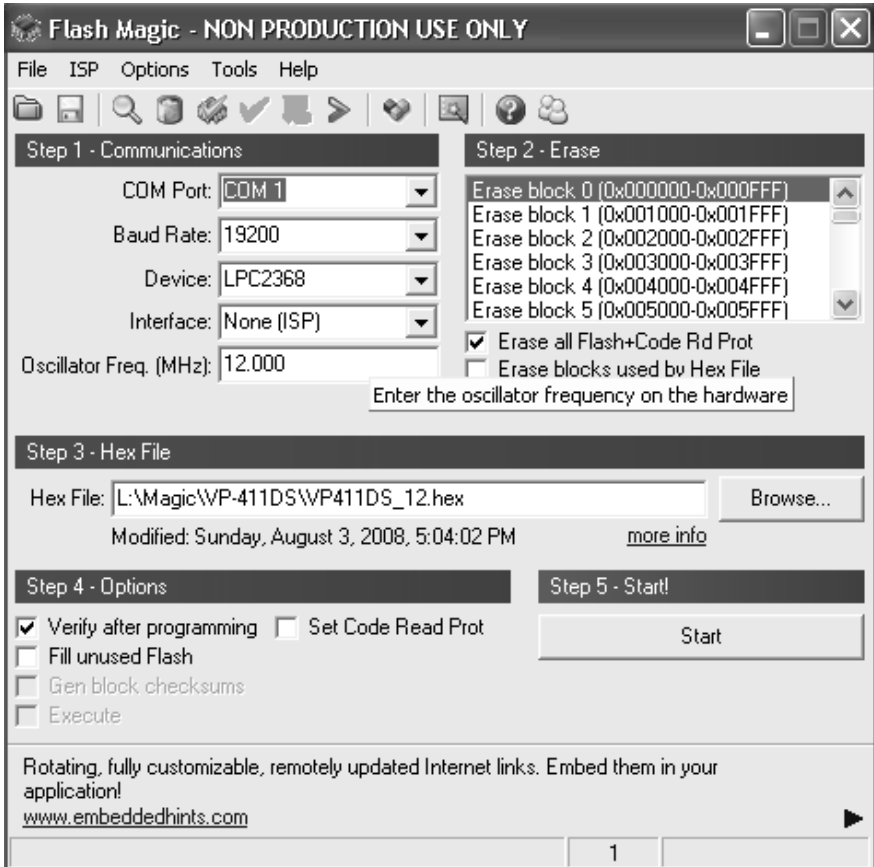 Flash Magic - NON PRODUCTION USE ONLY
File ISP Options Tools Help
Step 1 - Communications
COM Port: COM 1
Baud Rate: 19200
Device: LPC2368
Interface: None (ISP)
Oscillator Freq. (MHz): 12.000
Step 2 - Erase
Erase block 0 (0x000000-0x000FFF)
Erase block 1 (0x001000-0x001FFF)
Erase block 2 (0x002000-0x002FFF)
Erase block 3 (0x003000-0x003FFF)
Erase block 4 (0x004000-0x004FFF)
Erase block 5 (0x005000-0x005FFF)
Erase all Flash+Code Rd Prot
Erase blocks used by Hex File
Enter the oscillator frequency on the hardware
Step 3 - Hex File
Hex File: L:\Magic\VP-411DS\VP411DS_12.hex Browse...
Modified: Sunday, August 3, 2008, 5:04:02 PM more info
Step 4 - Options
Verify after programming Set Code Read Prot
Fill unused Flash
Gen block checksums
Execute
Step 5 - Start!
Start
Rotating, fully customizable, remotely updated Internet links. Embed them in your
application!
www.embeddedhints.com
1